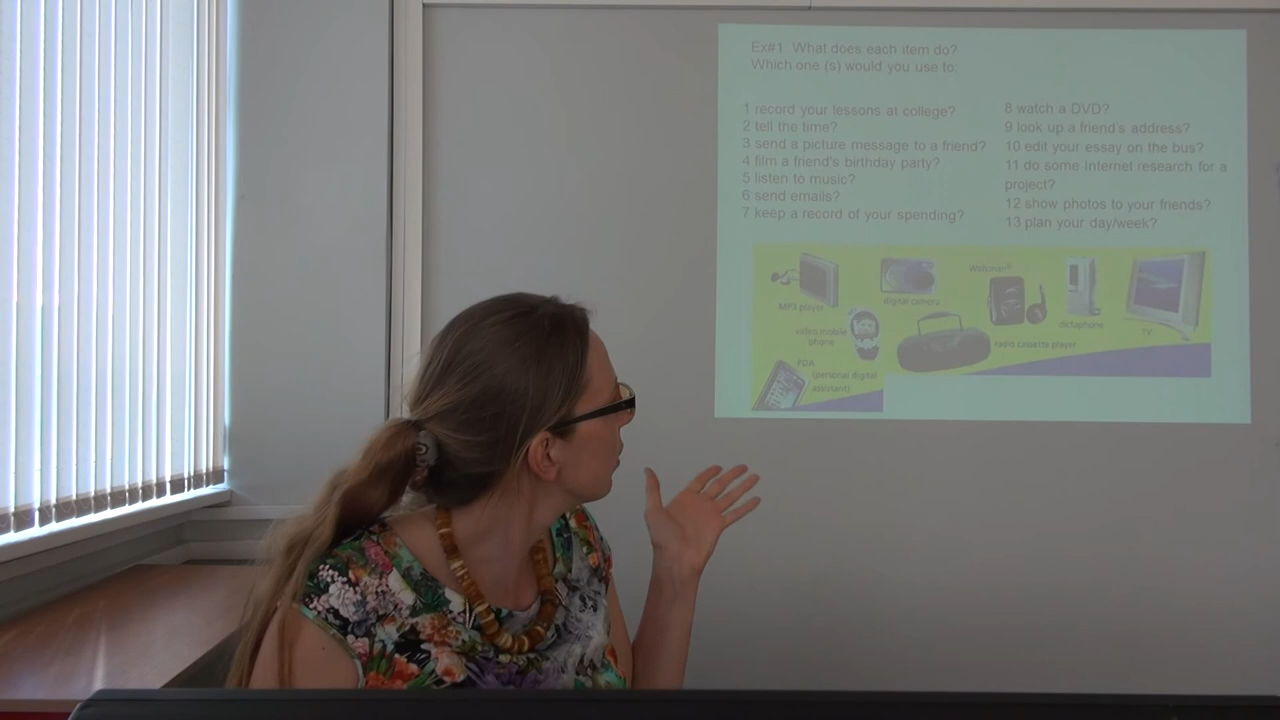 Ex#1. What does each item do?
Which one (s) would you use to:
1 record your lessons at college?
2 tell the time?
3 send a picture message to a friend?
4 film a friend's birthday party?
5 listen to music?
6 send emails?
7 keep a record of your spending?
8 watch a DVD?
9 look up a friend's address?
10 edit your essay on the bus?
11 do some Internet research for a
project?
12 show photos to your friends?
13 plan your day/week?
MP3 player
digital camera
Walkman®
dictaphone
TV
video mobile
phone
radio cassette player
PDA
(personal digital
assistant)